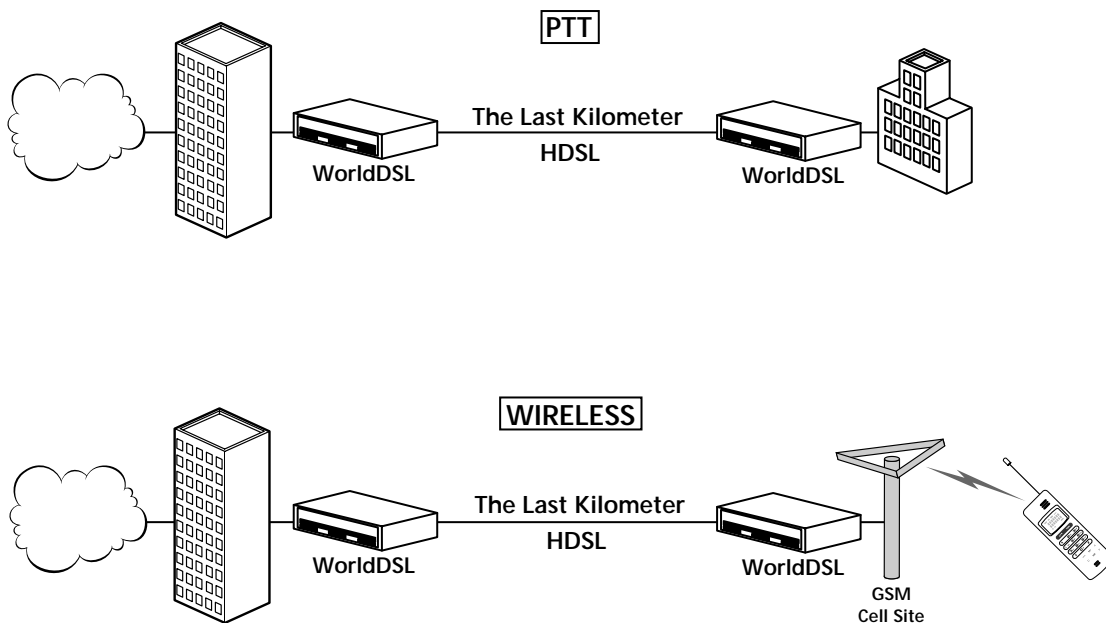 PTT
The Last Kilometer
HDSL
WorldDSL
WorldDSL
WIRELESS
The Last Kilometer
HDSL
WorldDSL
WorldDSL
GSM
Cell Site